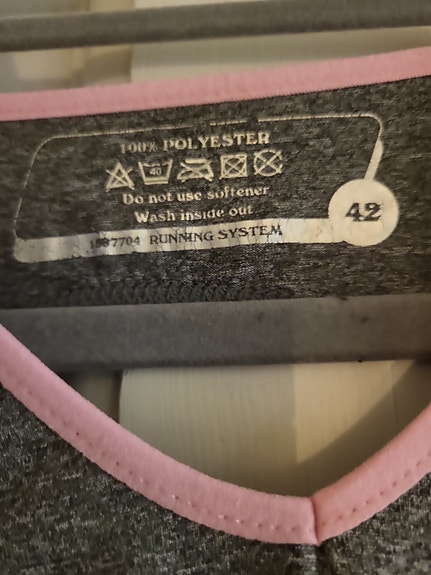 100% POLYESTER
40
Do not use softener
Wash inside out
42
RUNNING SYSTEM